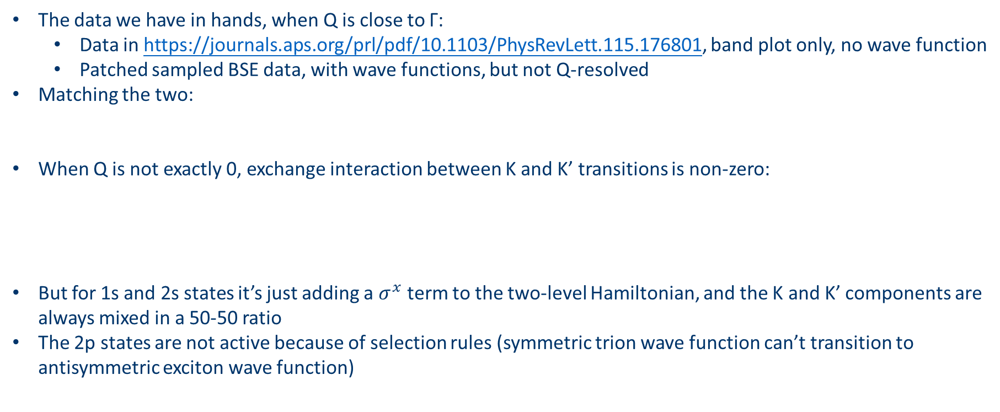 • The data we have in hands, when Q is close to Γ:
• Data in https://journals.aps.org/prl/pdf/10.1103/PhysRevLett.115.176801, band plot only, no wave function
• Patched sampled BSE data, with wave functions, but not Q-resolved
• Matching the two:
• When Q is not exactly 0, exchange interaction between K and K’ transitions is non-zero:
• But for 1s and 2s states it’s just adding a 𝜎ˣ term to the two-level Hamiltonian, and the K and K’ components are
always mixed in a 50-50 ratio
• The 2p states are not active because of selection rules (symmetric trion wave function can’t transition to
antisymmetric exciton wave function)